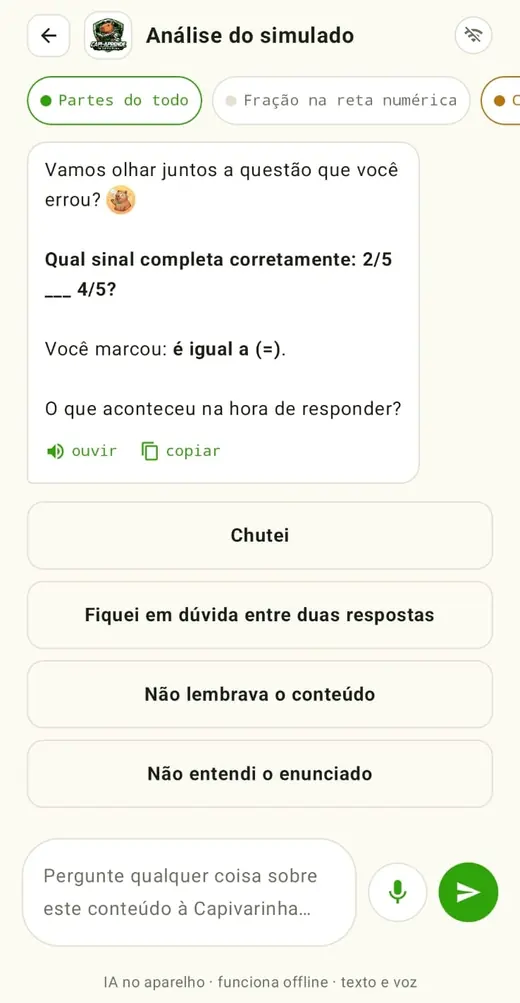 Análise do simulado
Partes do todo
Fração na reta numérica
Vamos olhar juntos a questão que você
errou?
Qual sinal completa corretamente: 2/5
___ 4/5?
Você marcou: é igual a (=).
O que aconteceu na hora de responder?
ouvir
copiar
Chutei
Fiquei em dúvida entre duas respostas
Não lembrava o conteúdo
Não entendi o enunciado
Pergunte qualquer coisa sobre
este conteúdo à Capivarinha…
IA no aparelho · funciona offline · texto e voz